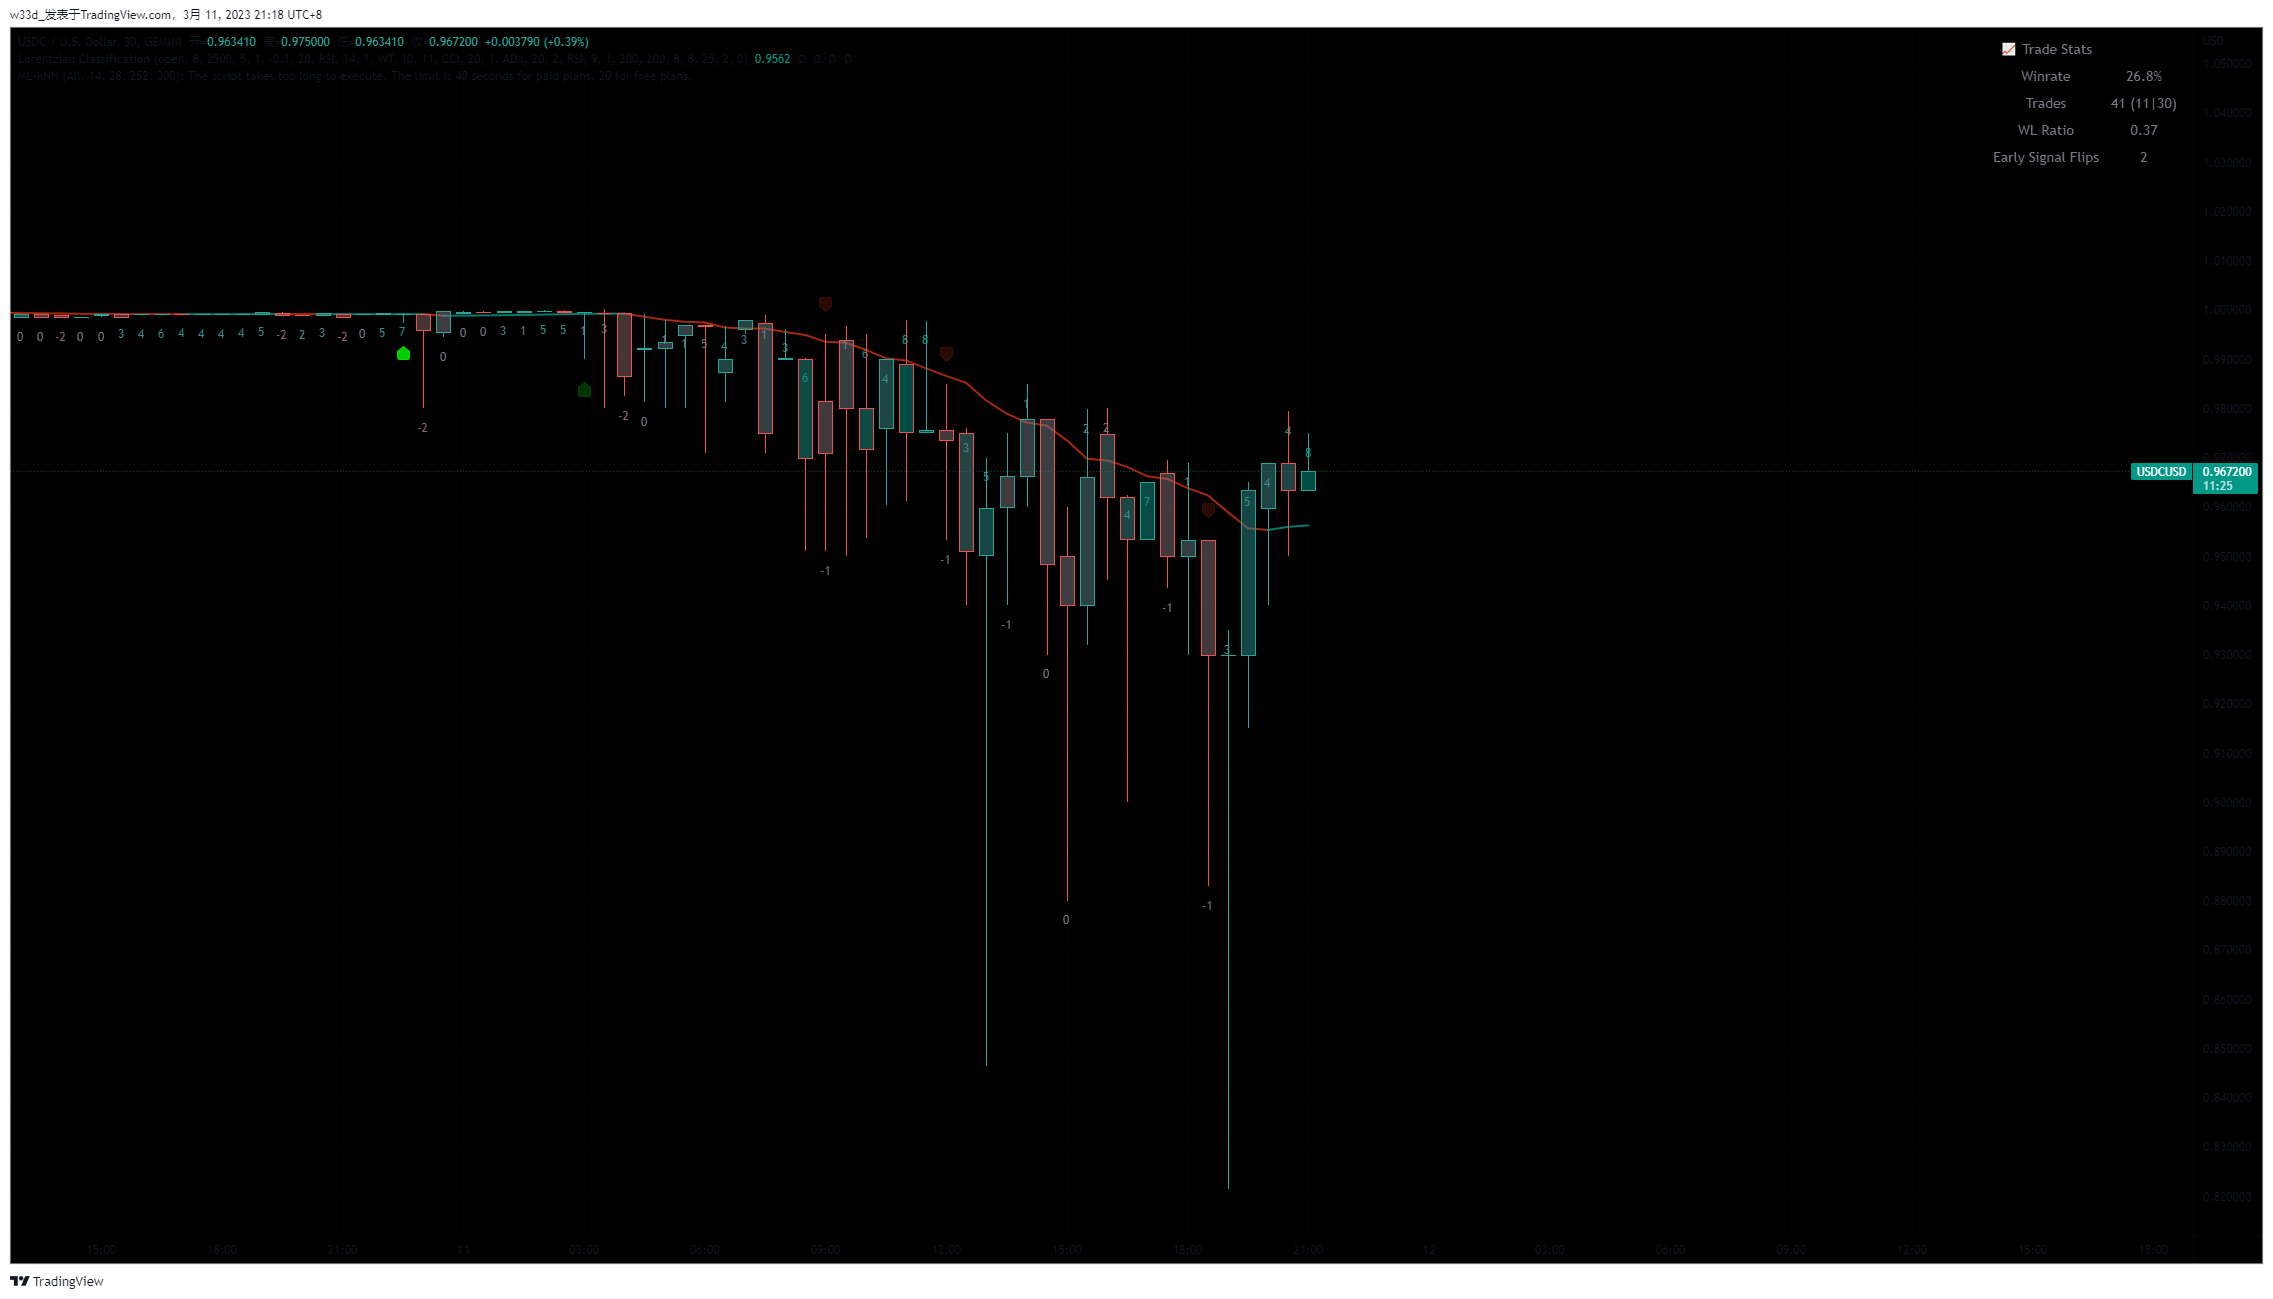 w33d_发表于TradingView.com, 3月 11, 2023 21:18 UTC+8
USDC / U.S. Dollar, 30, GEMINI 开=0.963410 高=0.975000 低=0.963410 收=0.967200 +0.003790 (+0.39%)
Lorentzian Classification (open, 8, 2500, 5, 1, -0.1, 20, RSI, 14, 1, WT, 10, 11, CCI, 20, 1, ADX, 20, 2, RSI, 9, 1, 200, 200, 8, 8, 25, 2, 0) 0.9562 ∅ ∅ ∅ ∅
ML-kNN (All, 14, 28, 252, 300): The script takes too long to execute. The limit is 40 seconds for paid plans, 20 for free plans.
Trade Stats
Winrate 26.8%
Trades 41 (11|30)
WL Ratio 0.37
Early Signal Flips 2
USD
1.050000
1.040000
1.030000
1.020000
1.010000
1.000000
0.990000
0.980000
0.970000
USDCUSD 0.967200
11:25
0.960000
0.950000
0.940000
0.930000
0.920000
0.910000
0.900000
0.890000
0.880000
0.870000
0.860000
0.850000
0.840000
0.830000
0.820000
0 0 -2 0 0 3 4 6 4 4 4 4 5 -2 2 3 -2 0 5 7 -2 0 0 0 3 1 5 5 1 3 -2 0 1 1 5 4 3 1 3 6 -1 1 6 4 8 8 -1 3 5 -1 1 0 0 2 2 4 7 -1 1 -1 3 5 4 4 8
15:00 18:00 21:00 11 03:00 06:00 09:00 12:00 15:00 18:00 21:00 12 03:00 06:00 09:00 12:00 15:00 18:00
TradingView